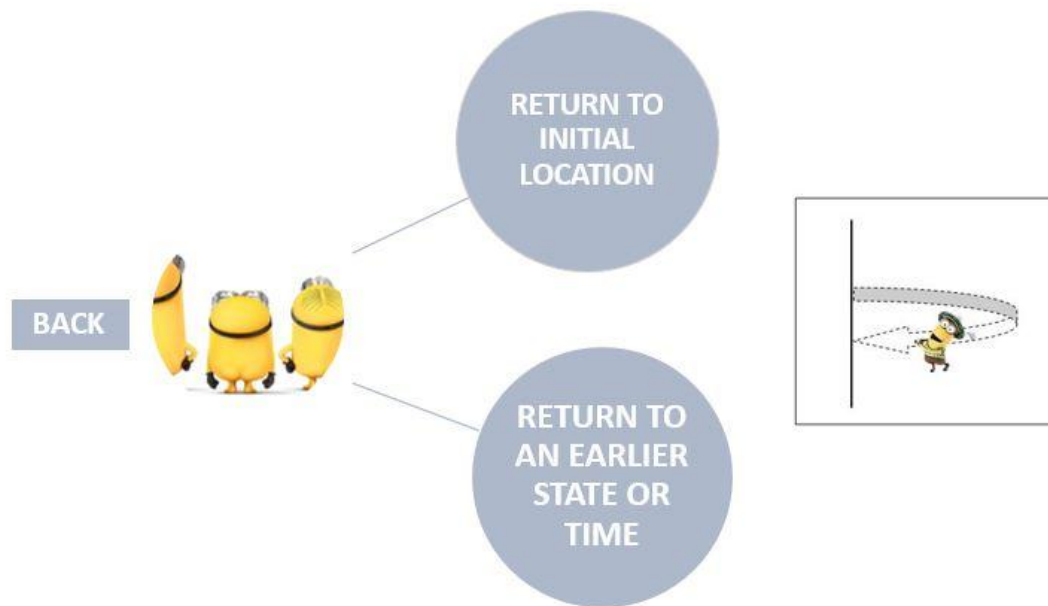 BACK
RETURN TO
INITIAL
LOCATION
RETURN TO
AN EARLIER
STATE OR
TIME